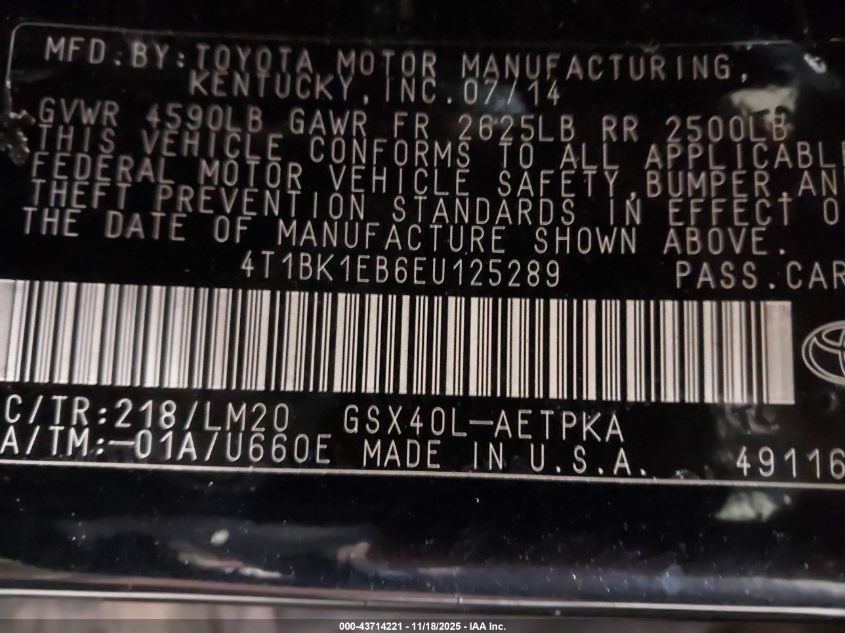 MFD.BY:TOYOTA MOTOR MANUFACTURING,
KENTUCKY,INC.07/14
GVWR 4590LB GAWR FR 2625LB RR 2500LB
THIS VEHICLE CONFORMS TO ALL APPLICABL
FEDERAL MOTOR VEHICLE SAFETY,BUMPER,AN
THEFT PREVENTION STANDARDS IN EFFECT O
THE DATE OF MANUFACTURE SHOWN ABOVE.
4T1BK1EB6EU125289 PASS.CAR
C/TR:218/LM20 GSX40L-AETPKA
A/TM:-01A/U660E MADE IN U.S.A. 49116
000-43714221 - 11/18/2025 - IAA Inc.